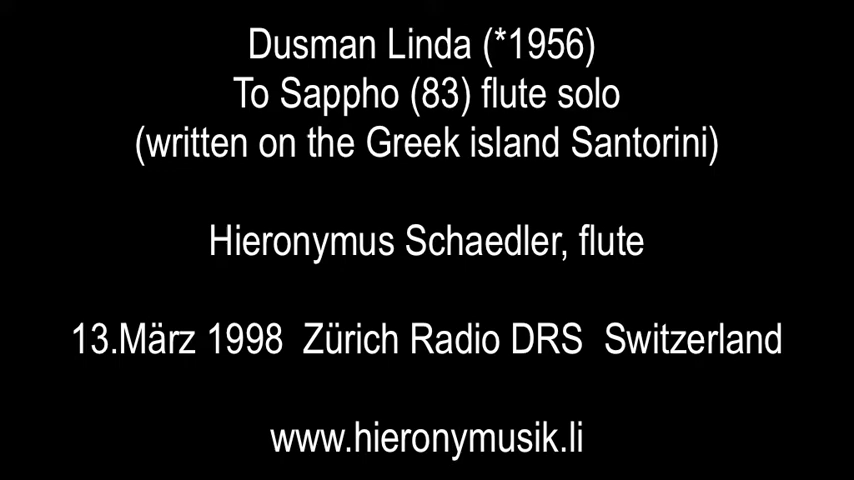 Dusman Linda (*1956)
To Sappho (83) flute solo
(written on the Greek island Santorini)
Hieronymus Schaedler, flute
13.März 1998 Zürich Radio DRS Switzerland
www.hieronymusik.li